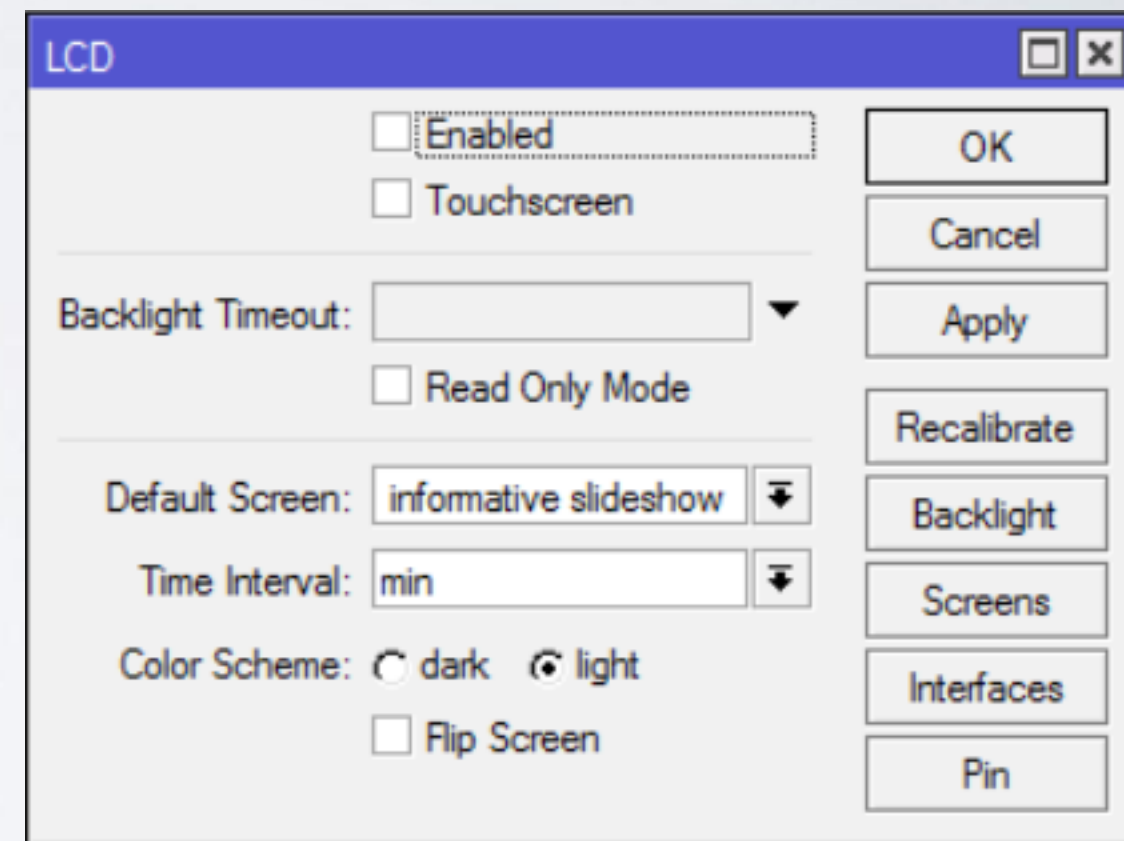 LCD
Enabled
OK
Touchscreen
Cancel
Backlight Timeout:
Apply
Read Only Mode
Recalibrate
Default Screen: informative slideshow
Backlight
Time Interval: min
Screens
Color Scheme: dark light
Interfaces
Flip Screen
Pin